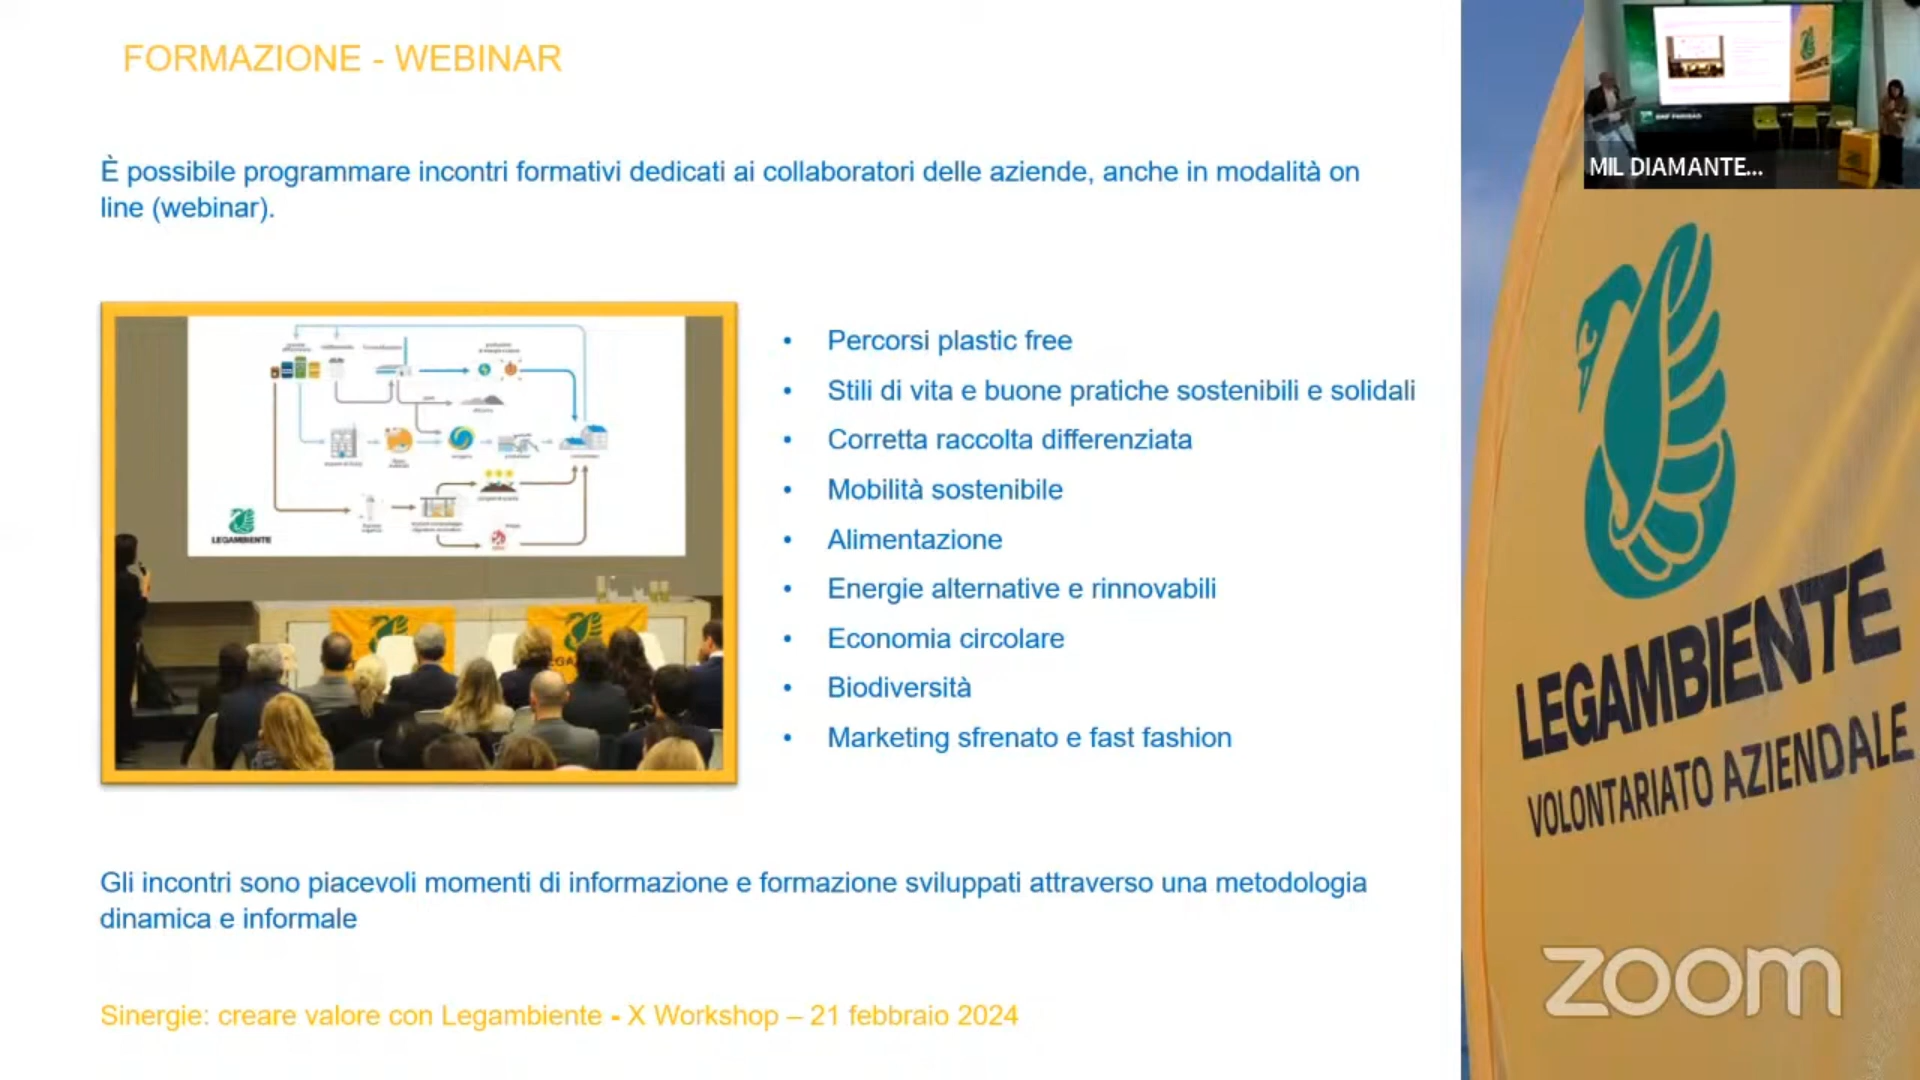 FORMAZIONE - WEBINAR
È possibile programmare incontri formativi dedicati ai collaboratori delle aziende, anche in modalità on
line (webinar).
LEGAMBIENTE
• Percorsi plastic free
• Stili di vita e buone pratiche sostenibili e solidali
• Corretta raccolta differenziata
• Mobilità sostenibile
• Alimentazione
• Energie alternative e rinnovabili
• Economia circolare
• Biodiversità
• Marketing sfrenato e fast fashion
Gli incontri sono piacevoli momenti di informazione e formazione sviluppati attraverso una metodologia
dinamica e informale
Sinergie: creare valore con Legambiente - X Workshop – 21 febbraio 2024
BNP PARIBAS
MIL DIAMANTE...
LEGAMBIENTE
VOLONTARIATO AZIENDALE
zoom